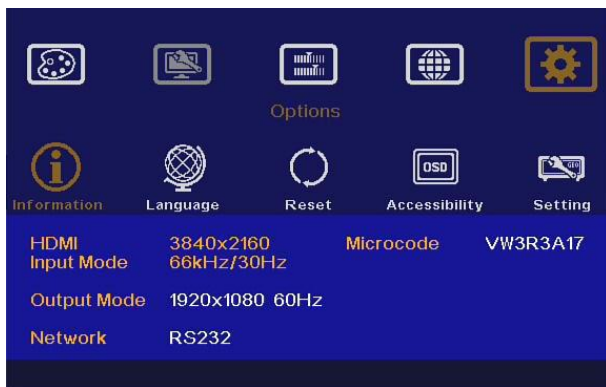 Options
OSD
Information Language Reset Accessibility Setting
HDMI 3840x2160 Microcode VW3R3A17
Input Mode 66kHz/30Hz
Output Mode 1920x1080 60Hz
Network RS232